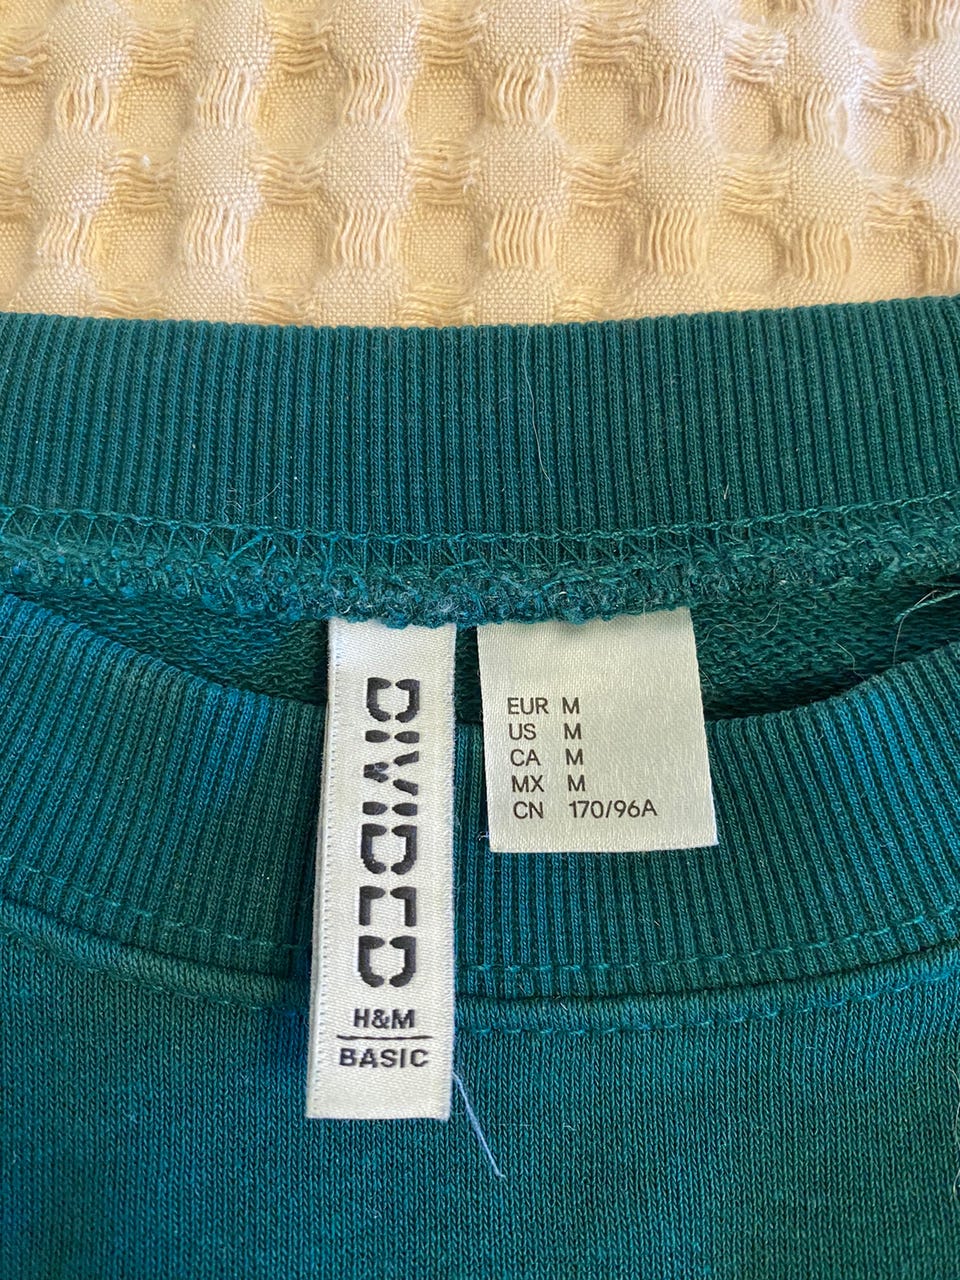 DIVIDED
H&M
BASIC
EUR M
US M
CA M
MX M
CN 170/96A